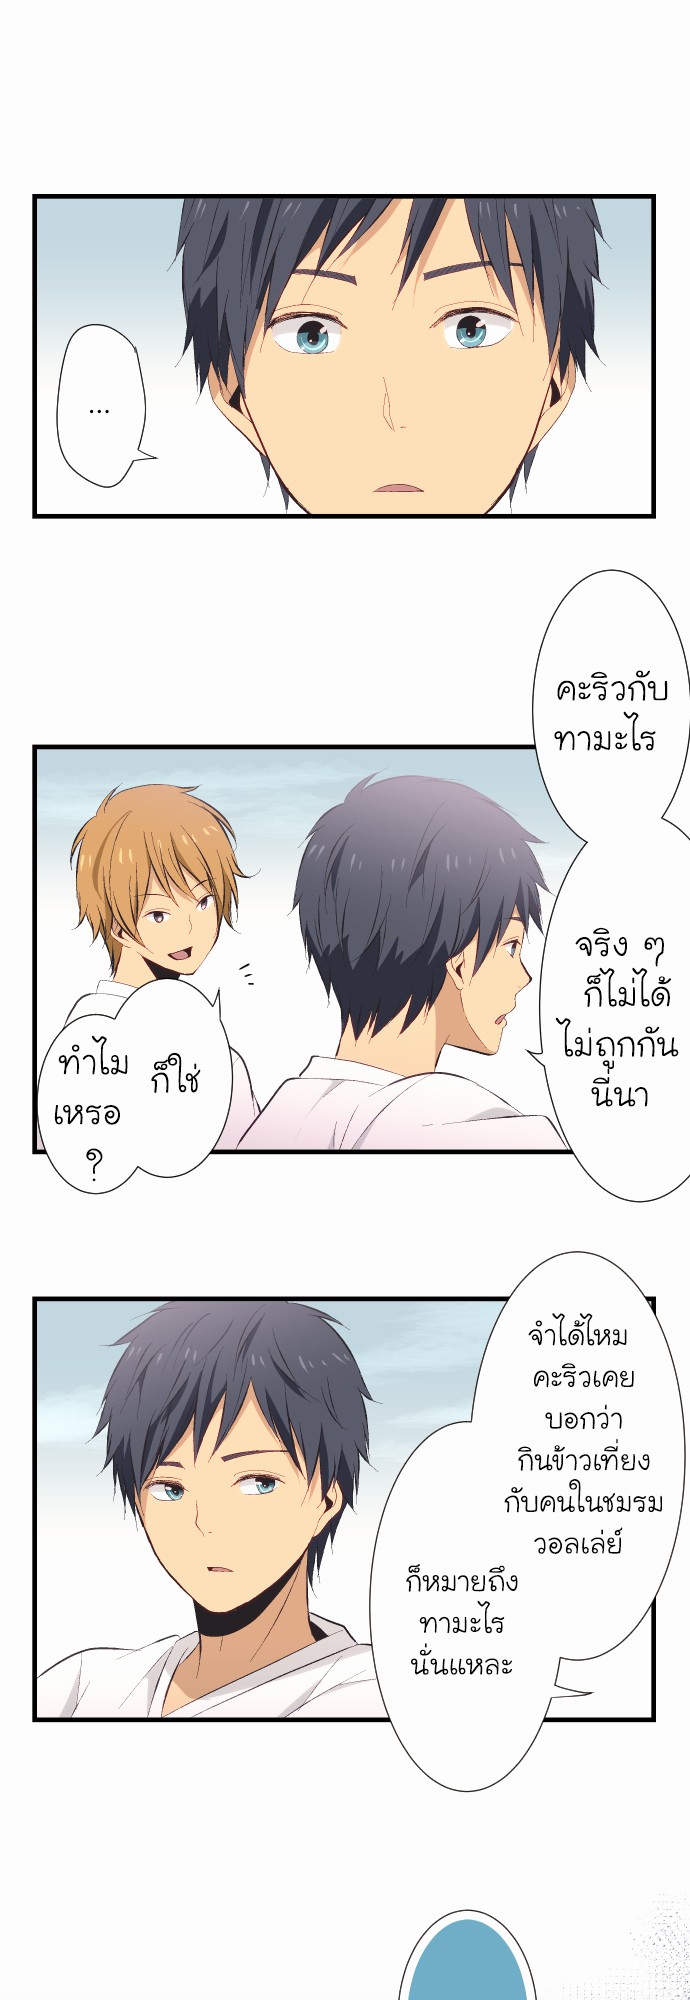 ...
คะริวกับ
ทามะไร
จริง ๆ
ก็ไม่ได้
ไม่ถูกกัน
นี่นา
ก็ใช่
ทำไม
เหรอ
?
จำได้ไหม
คะริวเคย
บอกว่า
กินข้าวเที่ยง
กับคนในชมรม
วอลเล่ย์
ก็หมายถึง
ทามะไร
นั่นแหละ